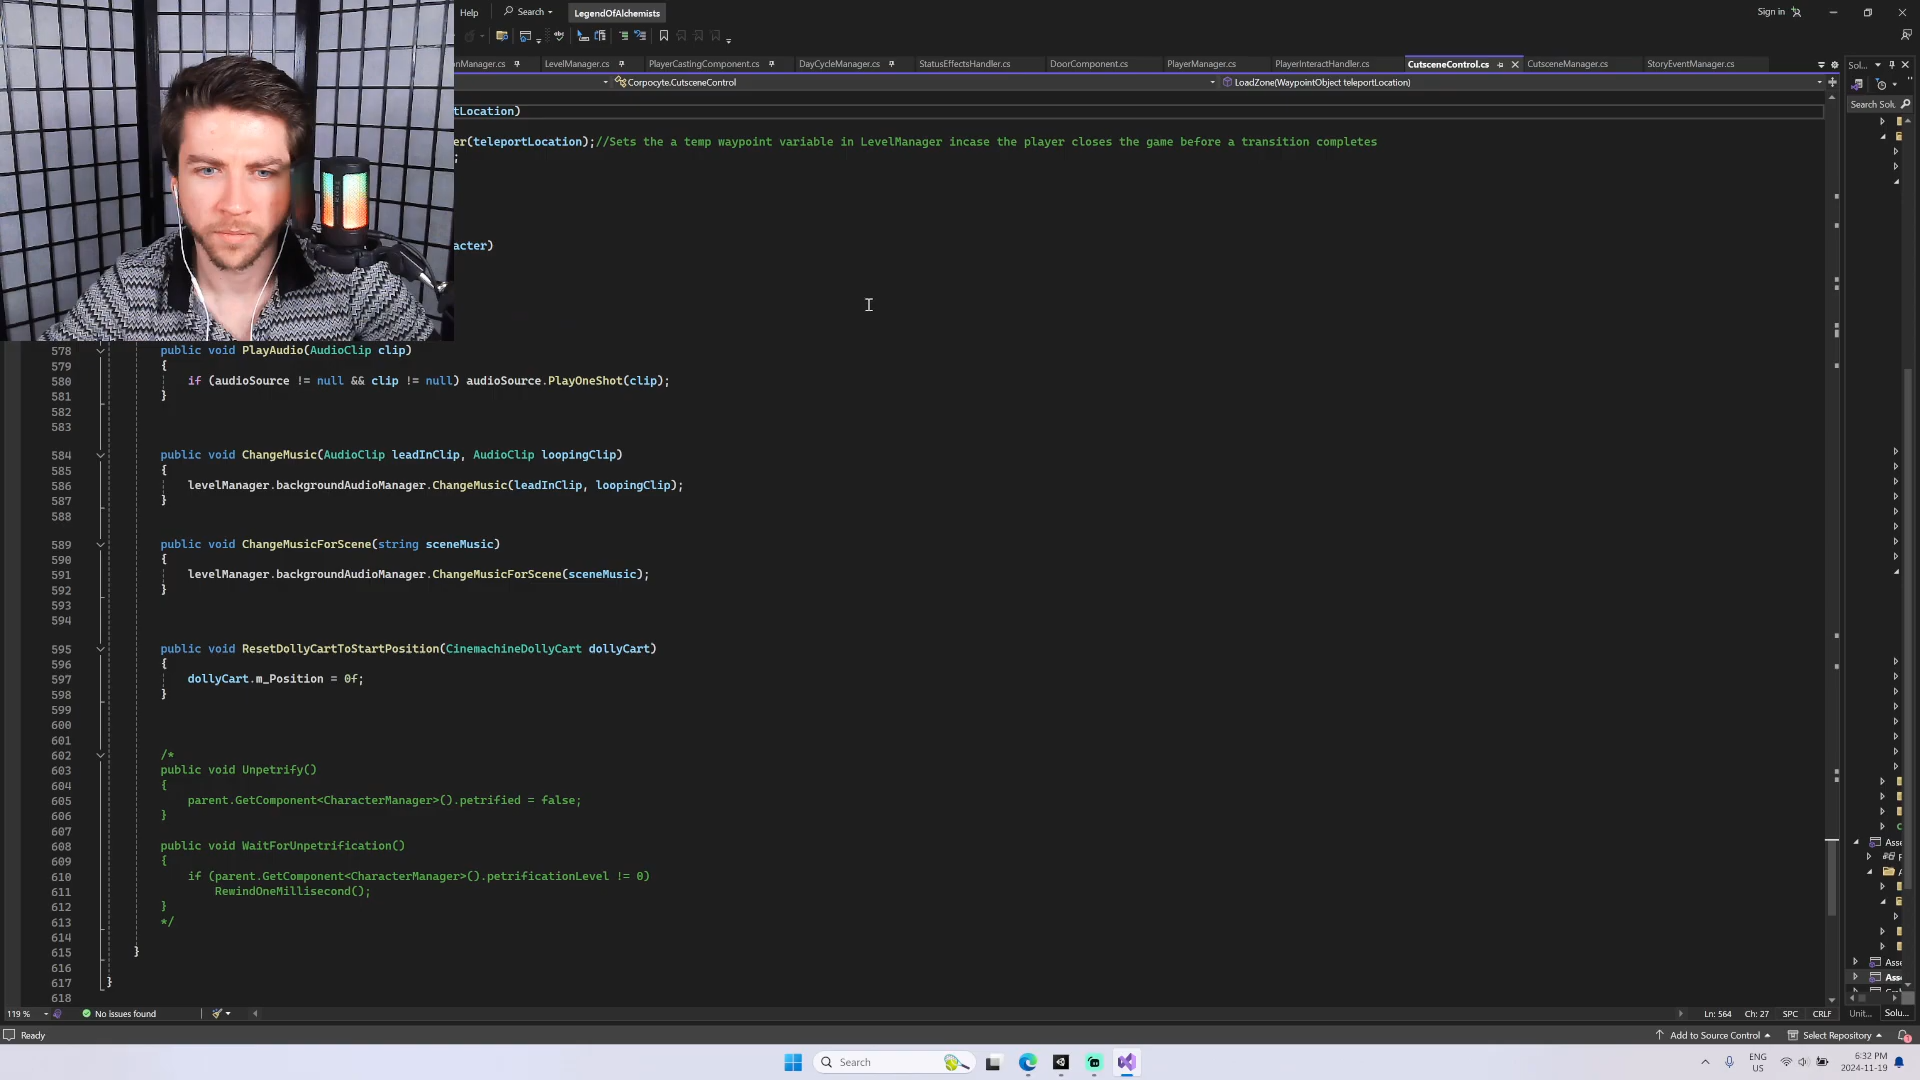 Help
Search
LegendOfAlchemists
Sign in
onManager.cs
LevelManager.cs
PlayerCastingComponent.cs
DayCycleManager.cs
StatusEffectsHandler.cs
DoorComponent.cs
PlayerManager.cs
PlayerInteractHandler.cs
CutsceneControl.cs
CutsceneManager.cs
StoryEventManager.cs
Sol...
Corpocyte.CutsceneControl
LoadZone(WaypointObject teleportLocation)
Search Solu
tLocation)
er(teleportLocation);//Sets the a temp waypoint variable in LevelManager incase the player closes the game before a transition completes
;
acter)
578 public void PlayAudio(AudioClip clip)
579 {
580 if (audioSource != null && clip != null) audioSource.PlayOneShot(clip);
581 }
582
583
584 public void ChangeMusic(AudioClip leadInClip, AudioClip loopingClip)
585 {
586 levelManager.backgroundAudioManager.ChangeMusic(leadInClip, loopingClip);
587 }
588
589 public void ChangeMusicForScene(string sceneMusic)
590 {
591 levelManager.backgroundAudioManager.ChangeMusicForScene(sceneMusic);
592 }
593
594
595 public void ResetDollyCartToStartPosition(CinemachineDollyCart dollyCart)
596 {
597 dollyCart.m_Position = 0f;
598 }
599
600
601
602 /*
603 public void Unpetrify()
604 {
605 parent.GetComponent<CharacterManager>().petrified = false;
606 }
607
608 public void WaitForUnpetrification()
609 {
610 if (parent.GetComponent<CharacterManager>().petrificationLevel != 0)
611 RewindOneMillisecond();
612 }
613 */
614
615 }
616
617 }
618
Asse
Asse
Ass
119 %
No issues found
Ln: 564
Ch: 27
SPC
CRLF
Unit...
Solu...
Ready
Add to Source Control
Select Repository
Search
ENG
US
6:32 PM
2024-11-19